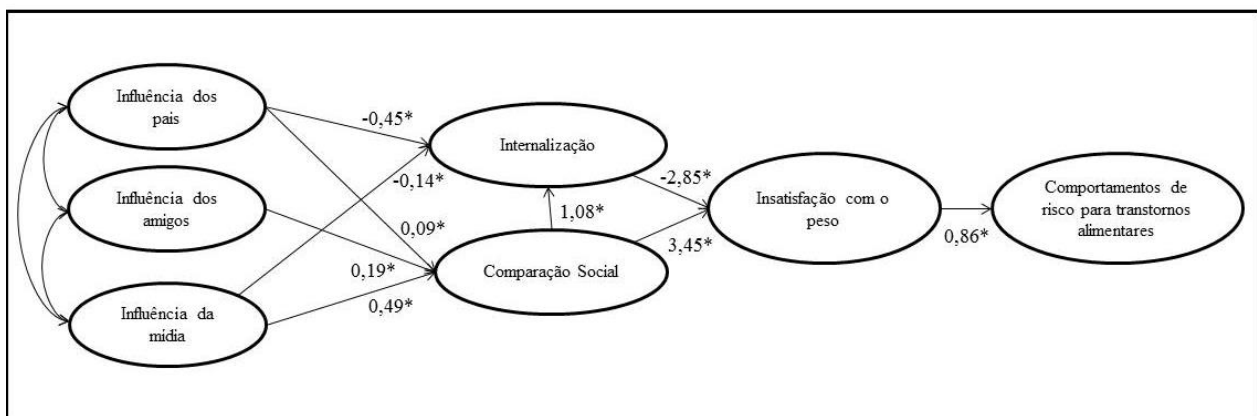 Influência dos
pais
Influência dos
amigos
Influência da
mídia
-0,45*
-0,14*
0,09*
0,19*
0,49*
Internalização
1,08*
Comparação Social
-2,85*
3,45*
Insatisfação com o
peso
0,86*
Comportamentos de
risco para transtornos
alimentares